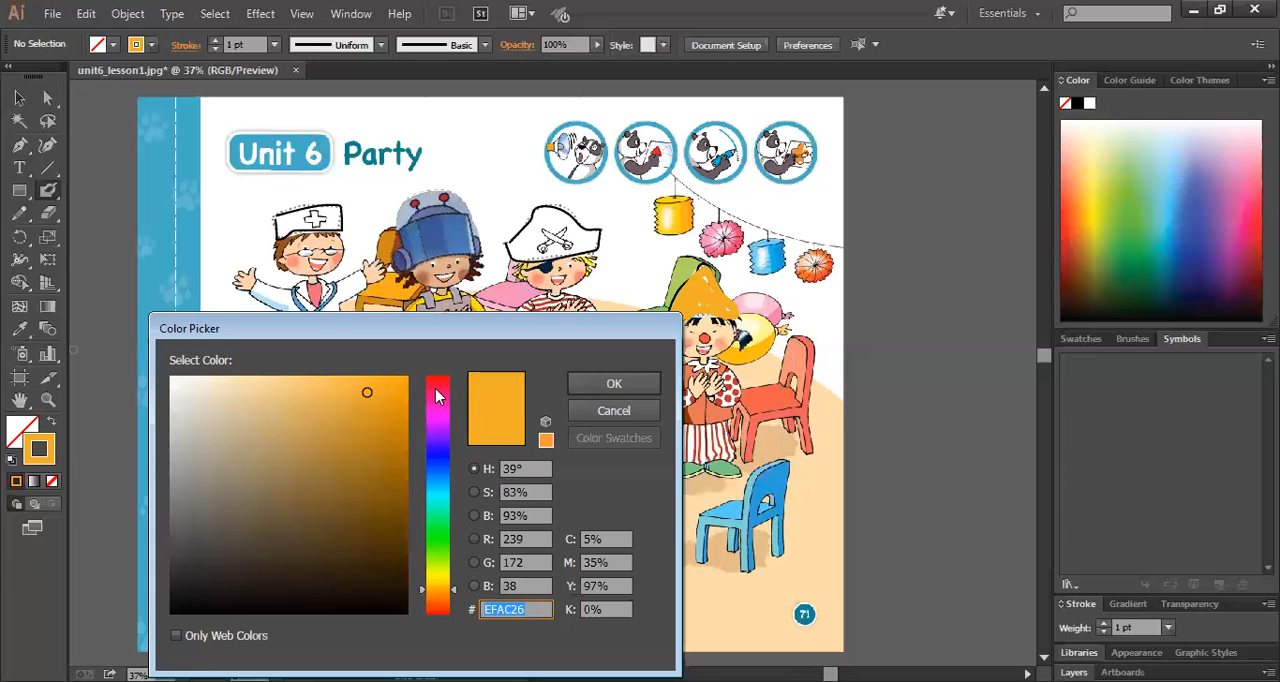 Ai File Edit Object Type Select Effect View Window Help Br St Essentials
No Selection Stroke: 1 pt Uniform Basic Opacity: 100% Style: Document Setup Preferences
unit6_lesson1.jpg* @ 37% (RGB/Preview) ×
Color Color Guide Color Themes
Unit 6 Party
Color Picker
Select Color:
OK
Cancel
Color Swatches
H: 39°
S: 83%
B: 93%
R: 239 C: 5%
G: 172 M: 35%
B: 38 Y: 97%
# EFAC26 K: 0%
Only Web Colors
71
Swatches Brushes Symbols
Stroke Gradient Transparency
Weight: 1 pt
Libraries Appearance Graphic Styles
Layers Artboards
37%